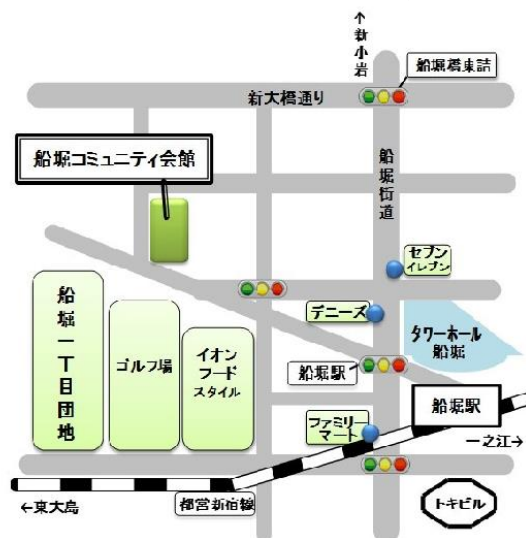 ↑新小岩
船堀橋東詰
新大橋通り
船堀コミュニティ会館
船堀街道
セブン
イレブン
船堀一丁目団地
ゴルフ場
イオン
フード
スタイル
デニーズ
タワーホール
船堀
船堀駅
船堀駅
ファミリー
マート
一之江→
←東大島
都営新宿線
トキビル